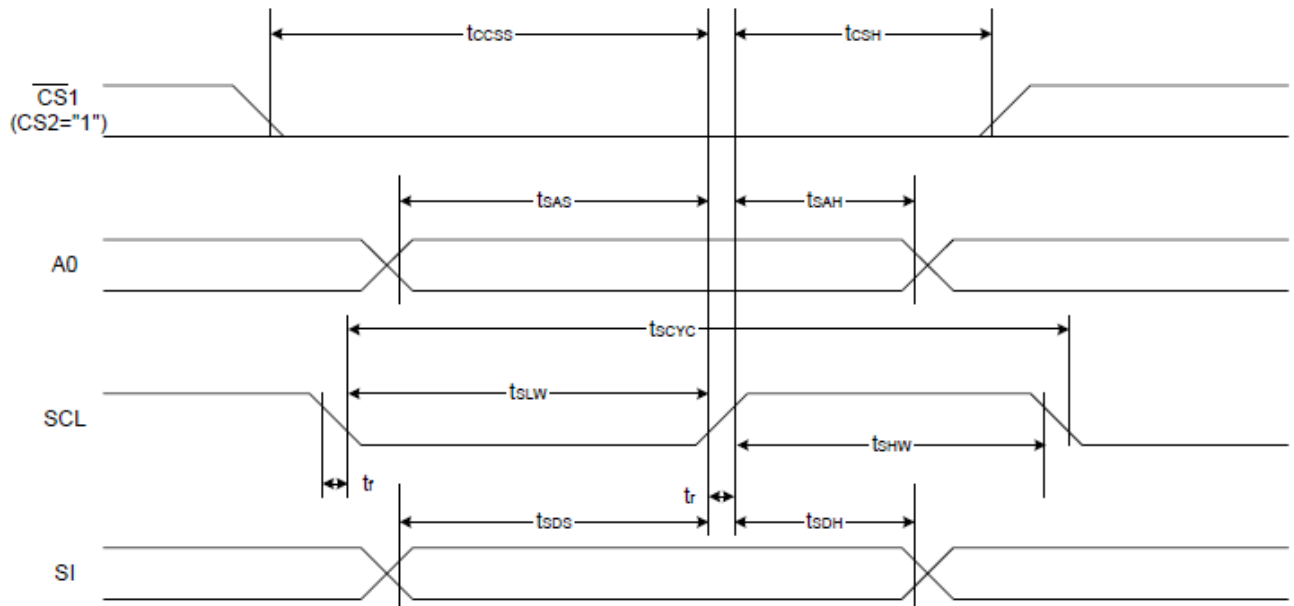 tCCSS
tCSH
CS1
(CS2="1")
tSAS
tSAH
A0
tSCYC
tSLW
SCL
tSHW
tr
tr
tSDS
tSDH
SI